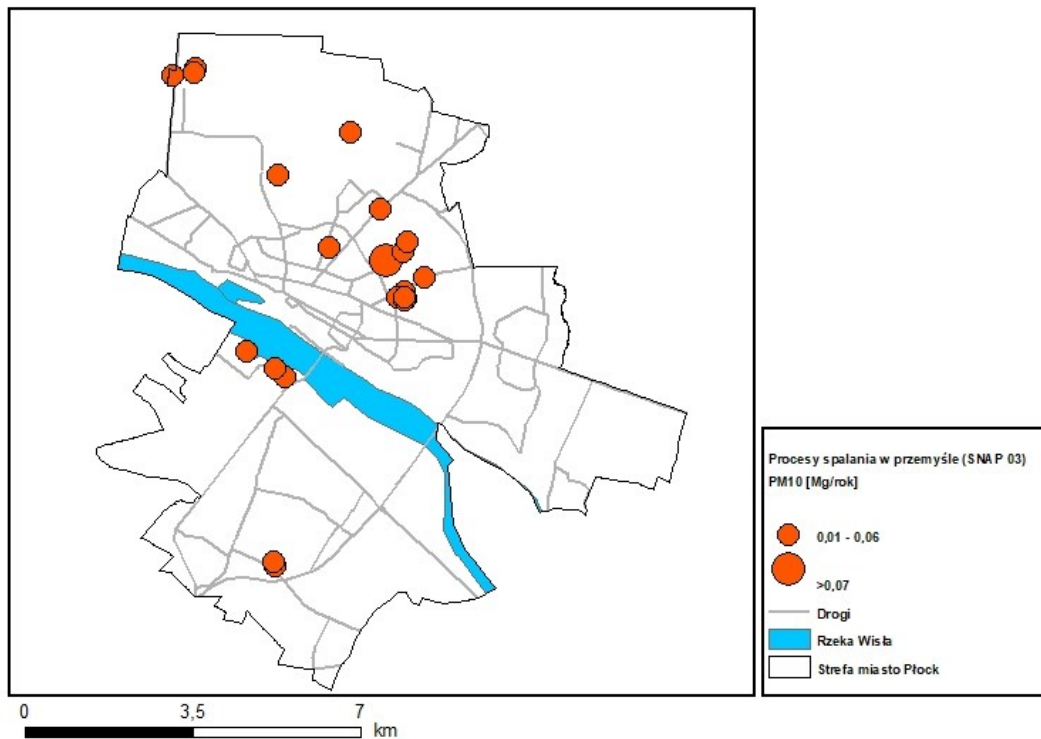 Procesy spalania w przemyśle (SNAP 03)
PM10 [Mg/rok]
0,01 - 0,06
>0,07
Drogi
Rzeka Wisła
Strefa miasto Płock
0 3,5 7
km